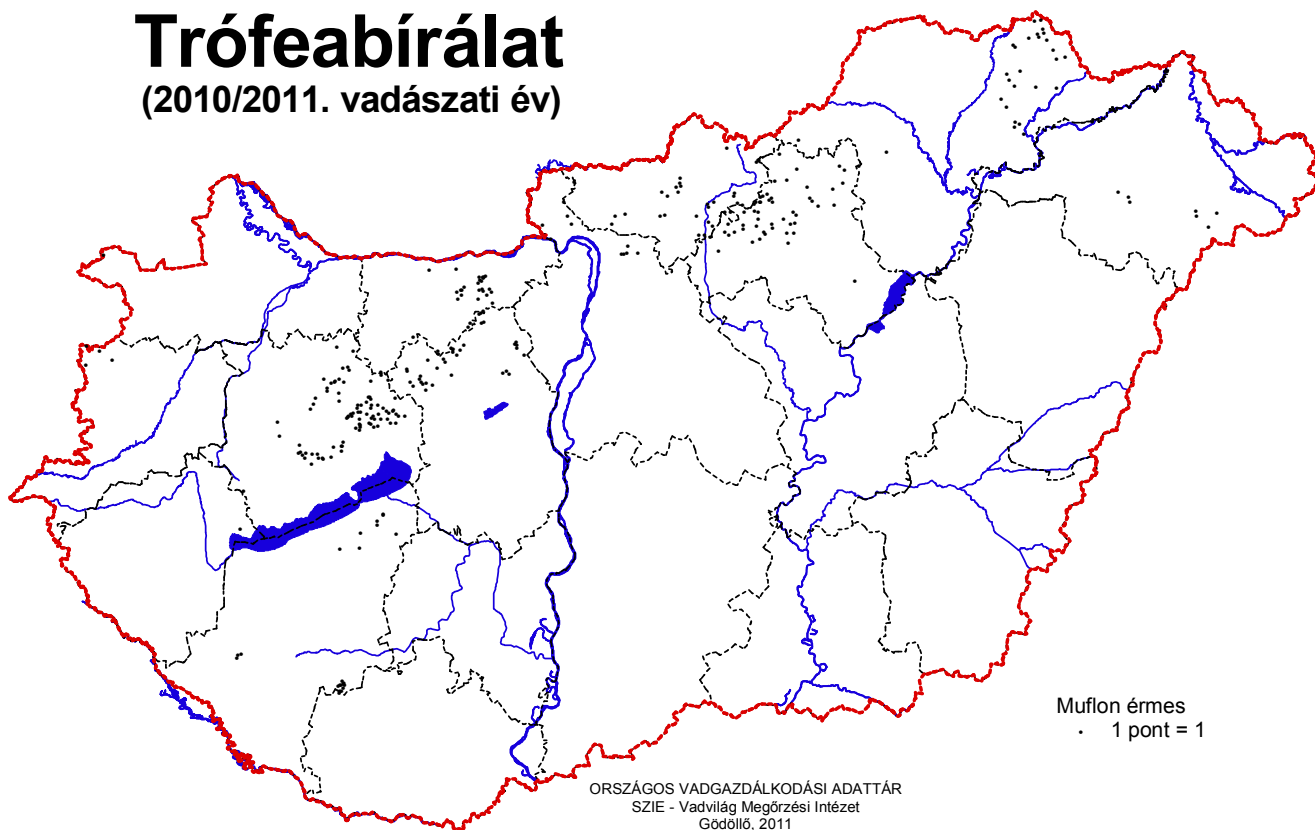 Trófeabírálat
(2010/2011. vadászati év)
Muflon érmes
1 pont = 1
ORSZÁGOS VADGAZDÁLKODÁSI ADATTÁR
SZIE - Vadvilág Megőrzési Intézet
Gödöllő, 2011